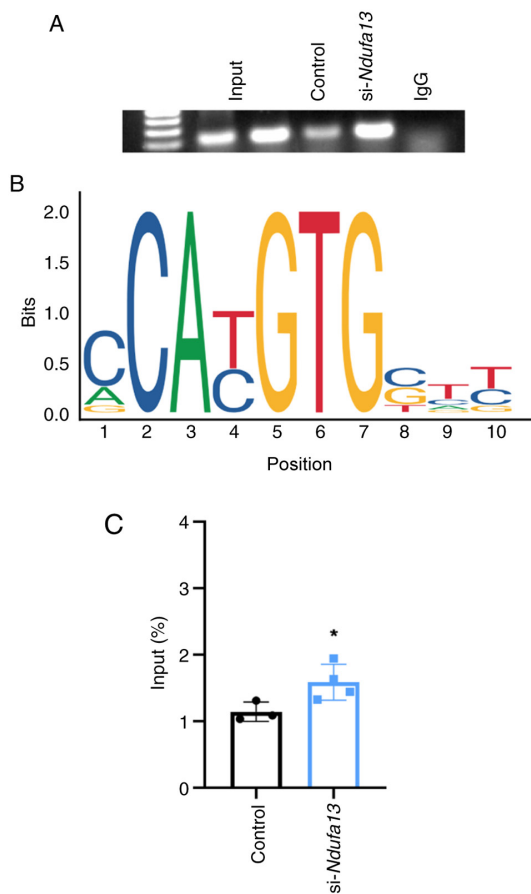 A
Input
Control
si-Ndufa13
IgG
B
2.0
1.5
1.0
0.5
0.0
Bits
C
A
G
C
A
T
C
G
T
G
C
G
T
T
C
A
T
C
G
1 2 3 4 5 6 7 8 9 10
Position
C
4
3
2
1
0
Input (%)
*
Control
si-Ndufa13